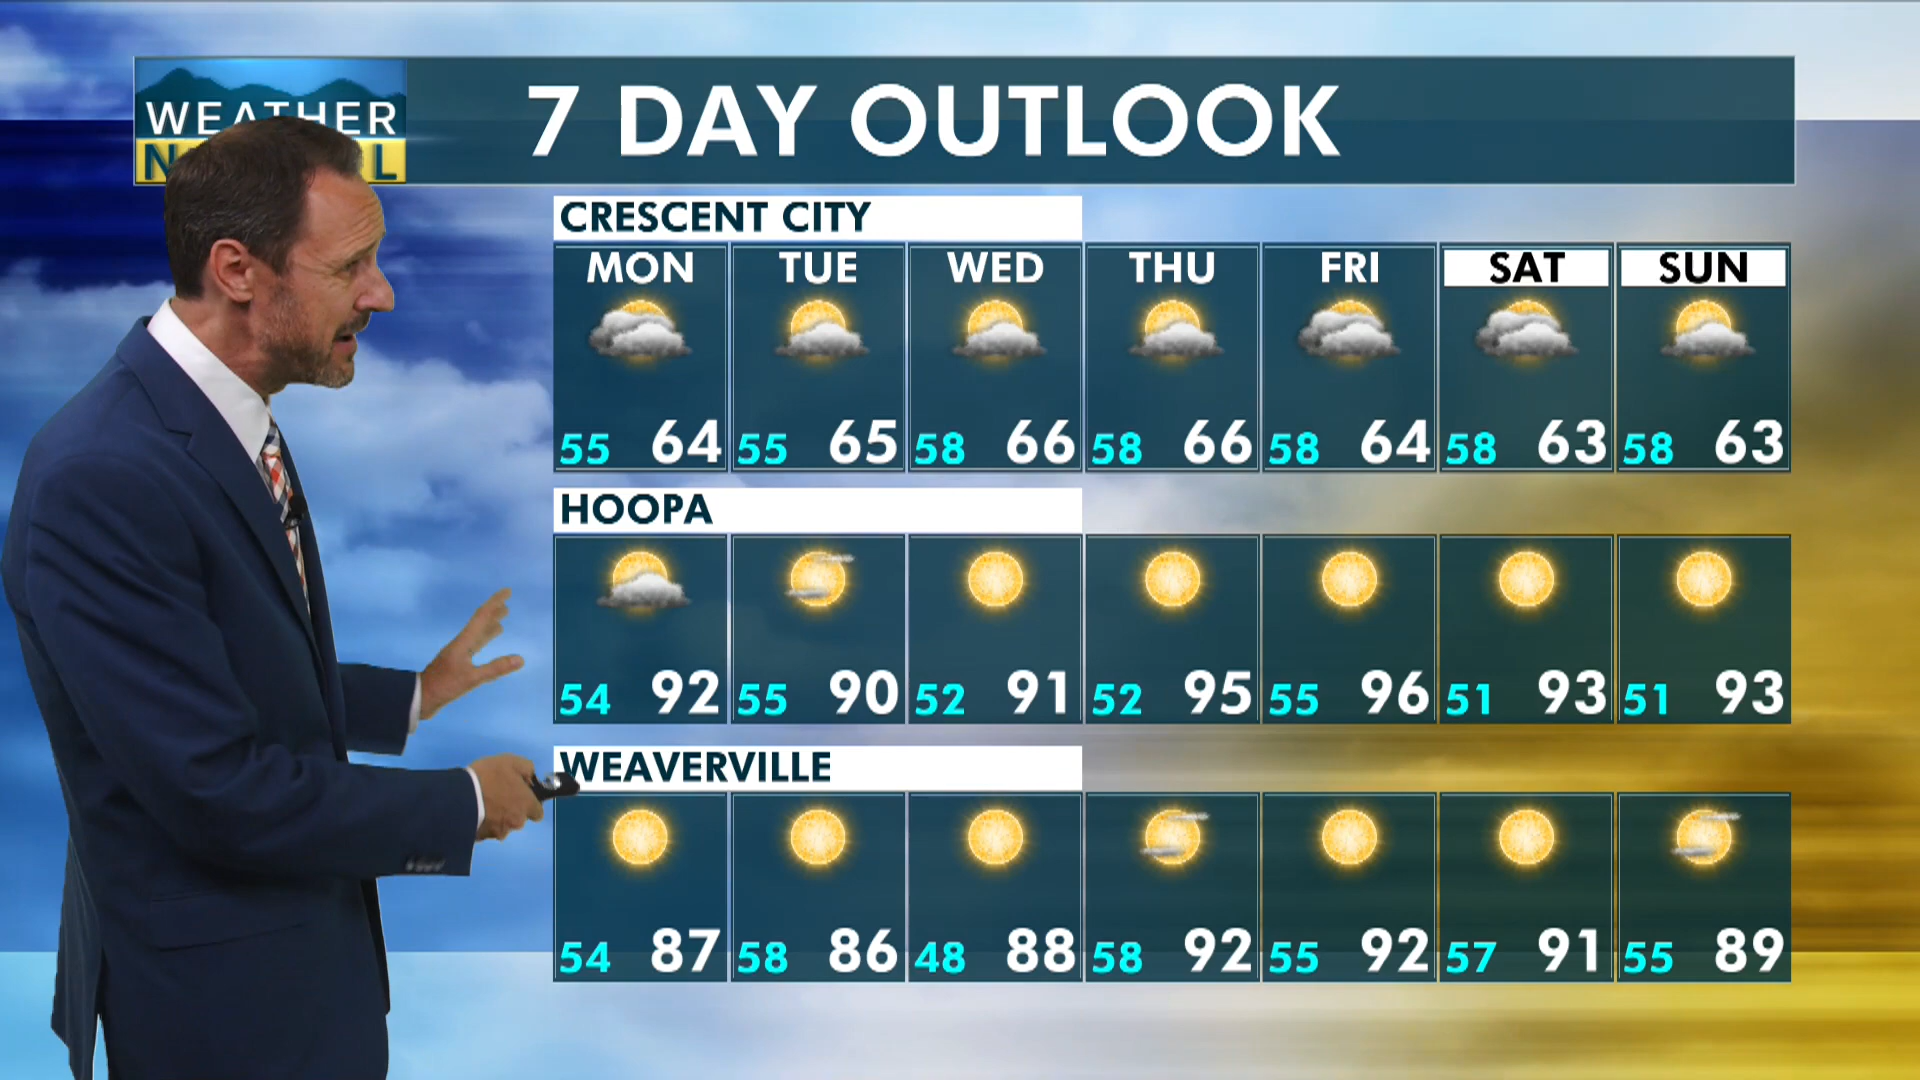 WEATHER
7 DAY OUTLOOK
CRESCENT CITY
MON TUE WED THU FRI SAT SUN
55 64 55 65 58 66 58 66 58 64 58 63 58 63
HOOPA
54 92 55 90 52 91 52 95 55 96 51 93 51 93
WEAVERVILLE
54 87 58 86 48 88 58 92 55 92 57 91 55 89